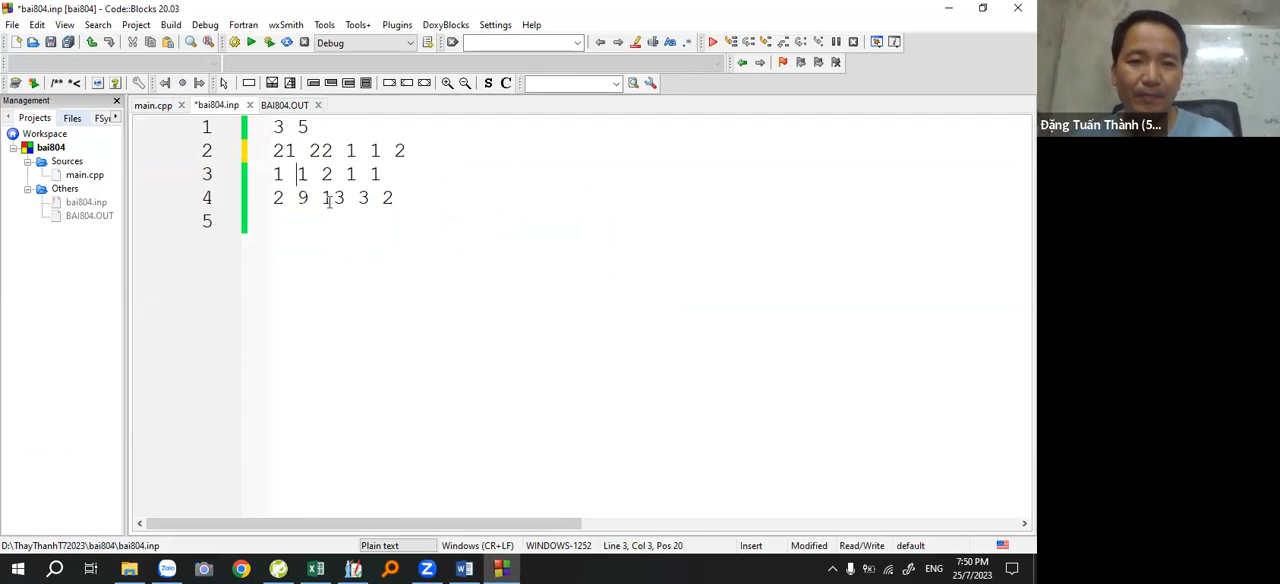 *bai804.inp [bai804] - Code::Blocks 20.03
File Edit View Search Project Build Debug Fortran wxSmith Tools Tools+ Plugins DoxyBlocks Settings Help
Debug
/** *<
S C
Management
Projects Files FSy
Workspace
bai804
Sources
main.cpp
Others
bai804.inp
BAI804.OUT
main.cpp *bai804.inp BAI804.OUT
1 3 5
2 21 22 1 1 2
3 1 1 2 1 1
4 2 9 13 3 2
5
D:\ThayThanhT72023\bai804\bai804.inp Plain text Windows (CR+LF) WINDOWS-1252 Line 3, Col 3, Pos 20 Insert Modified Read/Write default
ENG 7:50 PM
25/7/2023
Đặng Tuấn Thành (5...